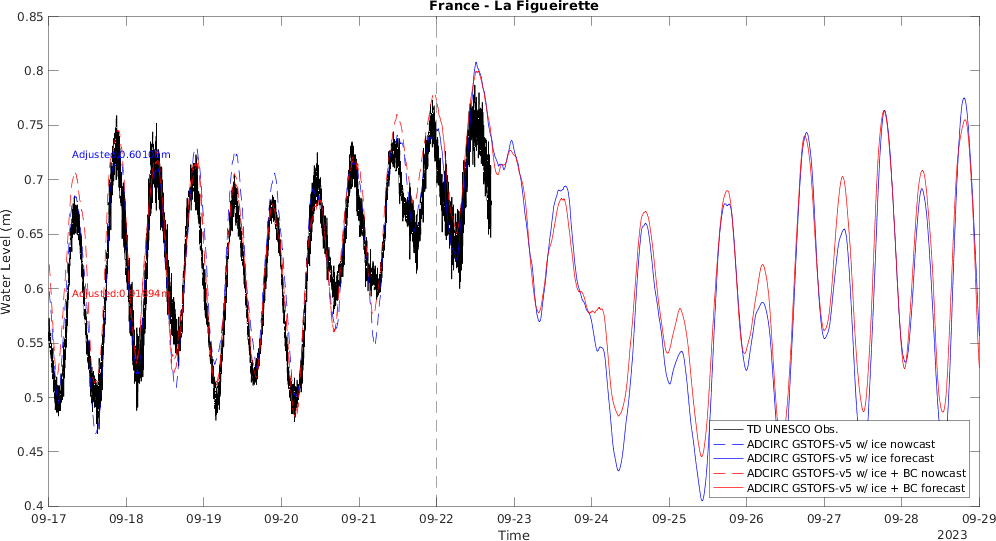 France - La Figueirette
Water Level (m)
0.85
0.8
0.75
0.7
0.65
0.6
0.55
0.5
0.45
0.4
TD UNESCO Obs.
ADCIRC GSTOFS-v5 w/ ice nowcast
ADCIRC GSTOFS-v5 w/ ice forecast
ADCIRC GSTOFS-v5 w/ ice + BC nowcast
ADCIRC GSTOFS-v5 w/ ice + BC forecast
09-17 09-18 09-19 09-20 09-21 09-22 09-23 09-24 09-25 09-26 09-27 09-28 09-29
Time
2023